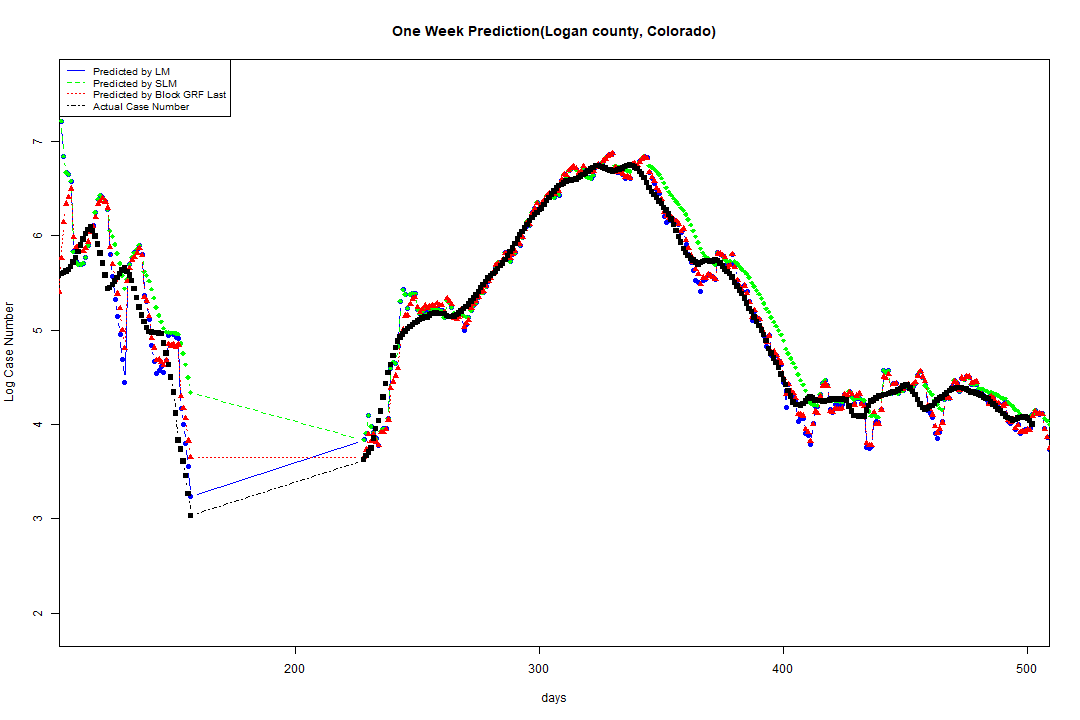 One Week Prediction(Logan county, Colorado)
Predicted by LM
Predicted by SLM
Predicted by Block GRF Last
Actual Case Number
7
6
5
4
3
2
Log Case Number
200 300 400 500
days